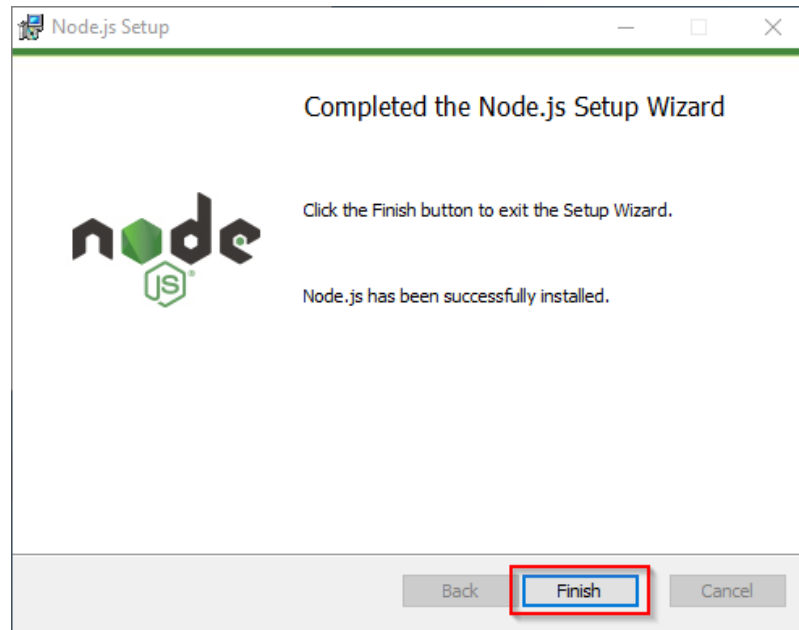 Node.js Setup
Completed the Node.js Setup Wizard
Click the Finish button to exit the Setup Wizard.
node
JS®
Node.js has been successfully installed.
Back Finish Cancel